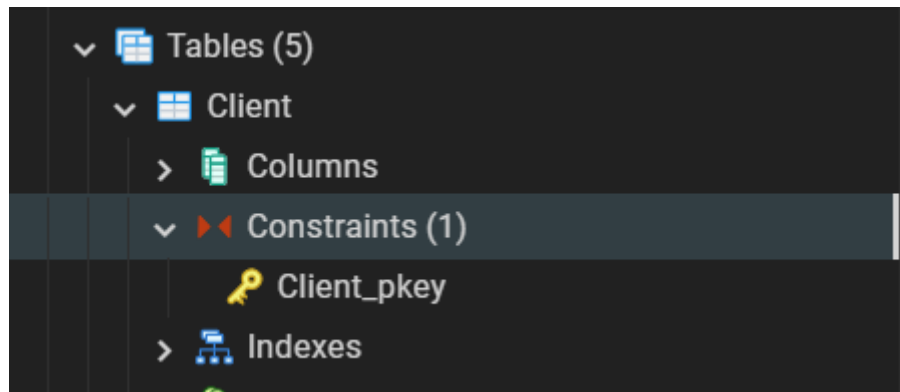 Tables (5)
Client
Columns
Constraints (1)
Client_pkey
Indexes